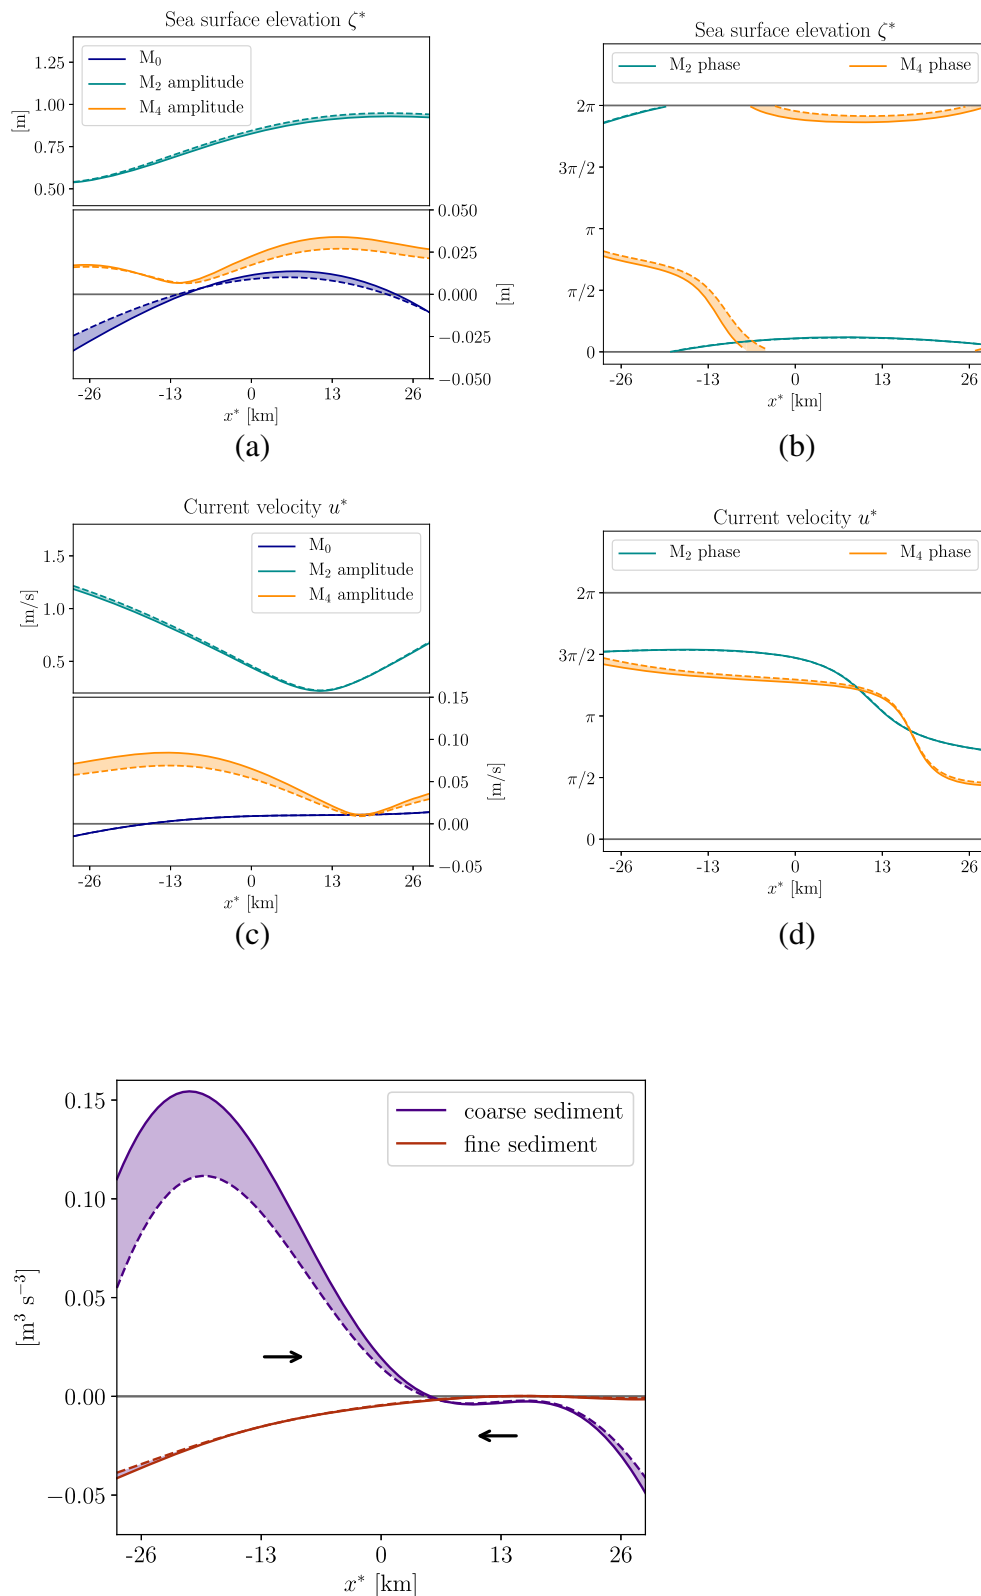 Sea surface elevation ζ*
M₀
M₂ amplitude
M₄ amplitude
1.25
1.00
0.75
0.50
[m]
0.050
0.025
0.000
−0.025
−0.050
[m]
-26 -13 0 13 26
x* [km]
(a)
Sea surface elevation ζ*
M₂ phase M₄ phase
2π
3π/2
π
π/2
0
-26 -13 0 13 26
x* [km]
(b)
Current velocity u*
M₀
M₂ amplitude
M₄ amplitude
1.5
1.0
0.5
[m/s]
0.15
0.10
0.05
0.00
−0.05
[m/s]
-26 -13 0 13 26
x* [km]
(c)
Current velocity u*
M₂ phase M₄ phase
2π
3π/2
π
π/2
0
-26 -13 0 13 26
x* [km]
(d)
coarse sediment
fine sediment
0.15
0.10
0.05
0.00
−0.05
[m³ s⁻³]
-26 -13 0 13 26
x* [km]